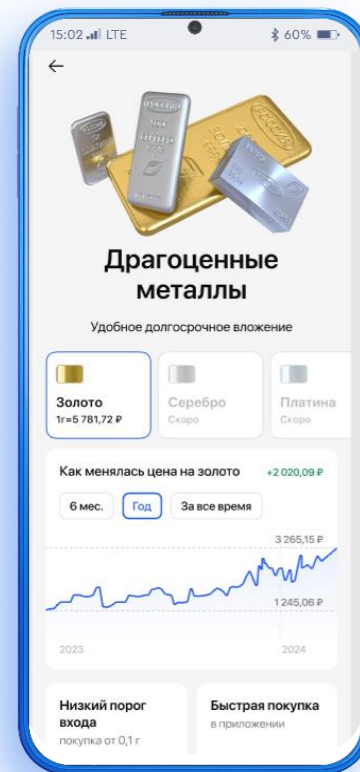 15:02 LTE 60%
Драгоценные
металлы
Удобное долгосрочное вложение
Золото
1г=5 781,72 ₽
Серебро
Скоро
Платина
Скоро
Как менялась цена на золото +2 020,09 ₽
6 мес. Год За все время
3 265,15 ₽
1 245,06 ₽
2023 2024
Низкий порог
входа
покупка от 0,1 г
Быстрая покупка
в приложении